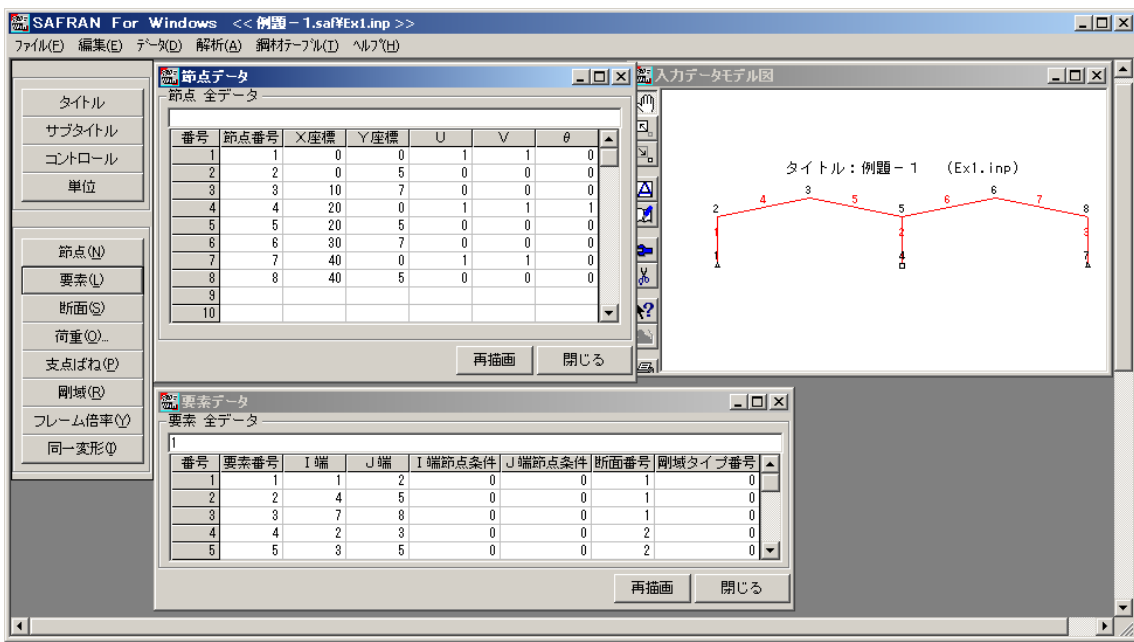 SAFRAN For Windows << 例題－1.saf¥Ex1.inp >>
ファイル(F) 編集(E) データ(D) 解析(A) 鋼材テーブル(T) ヘルプ(H)
タイトル
サブタイトル
コントロール
単位
節点(N)
要素(L)
断面(S)
荷重(O)...
支点ばね(P)
剛域(R)
フレーム倍率(Y)
同一変形(I)
節点データ
節点 全データ
番号 節点番号 X座標 Y座標 U V θ
1 1 0 0 1 1 0
2 2 0 5 0 0 0
3 3 10 7 0 0 0
4 4 20 0 1 1 1
5 5 20 5 0 0 0
6 6 30 7 0 0 0
7 7 40 0 1 1 0
8 8 40 5 0 0 0
9
10
再描画 閉じる
入力データモデル図
タイトル：例題－1 (Ex1.inp)
3 6
4 5 6 7
2 5 8
1 2 3
1 4 7
要素データ
要素 全データ
1
番号 要素番号 I端 J端 I端節点条件 J端節点条件 断面番号 剛域タイプ番号
1 1 1 2 0 0 1 0
2 2 4 5 0 0 1 0
3 3 7 8 0 0 1 0
4 4 2 3 0 0 2 0
5 5 3 5 0 0 2 0
再描画 閉じる